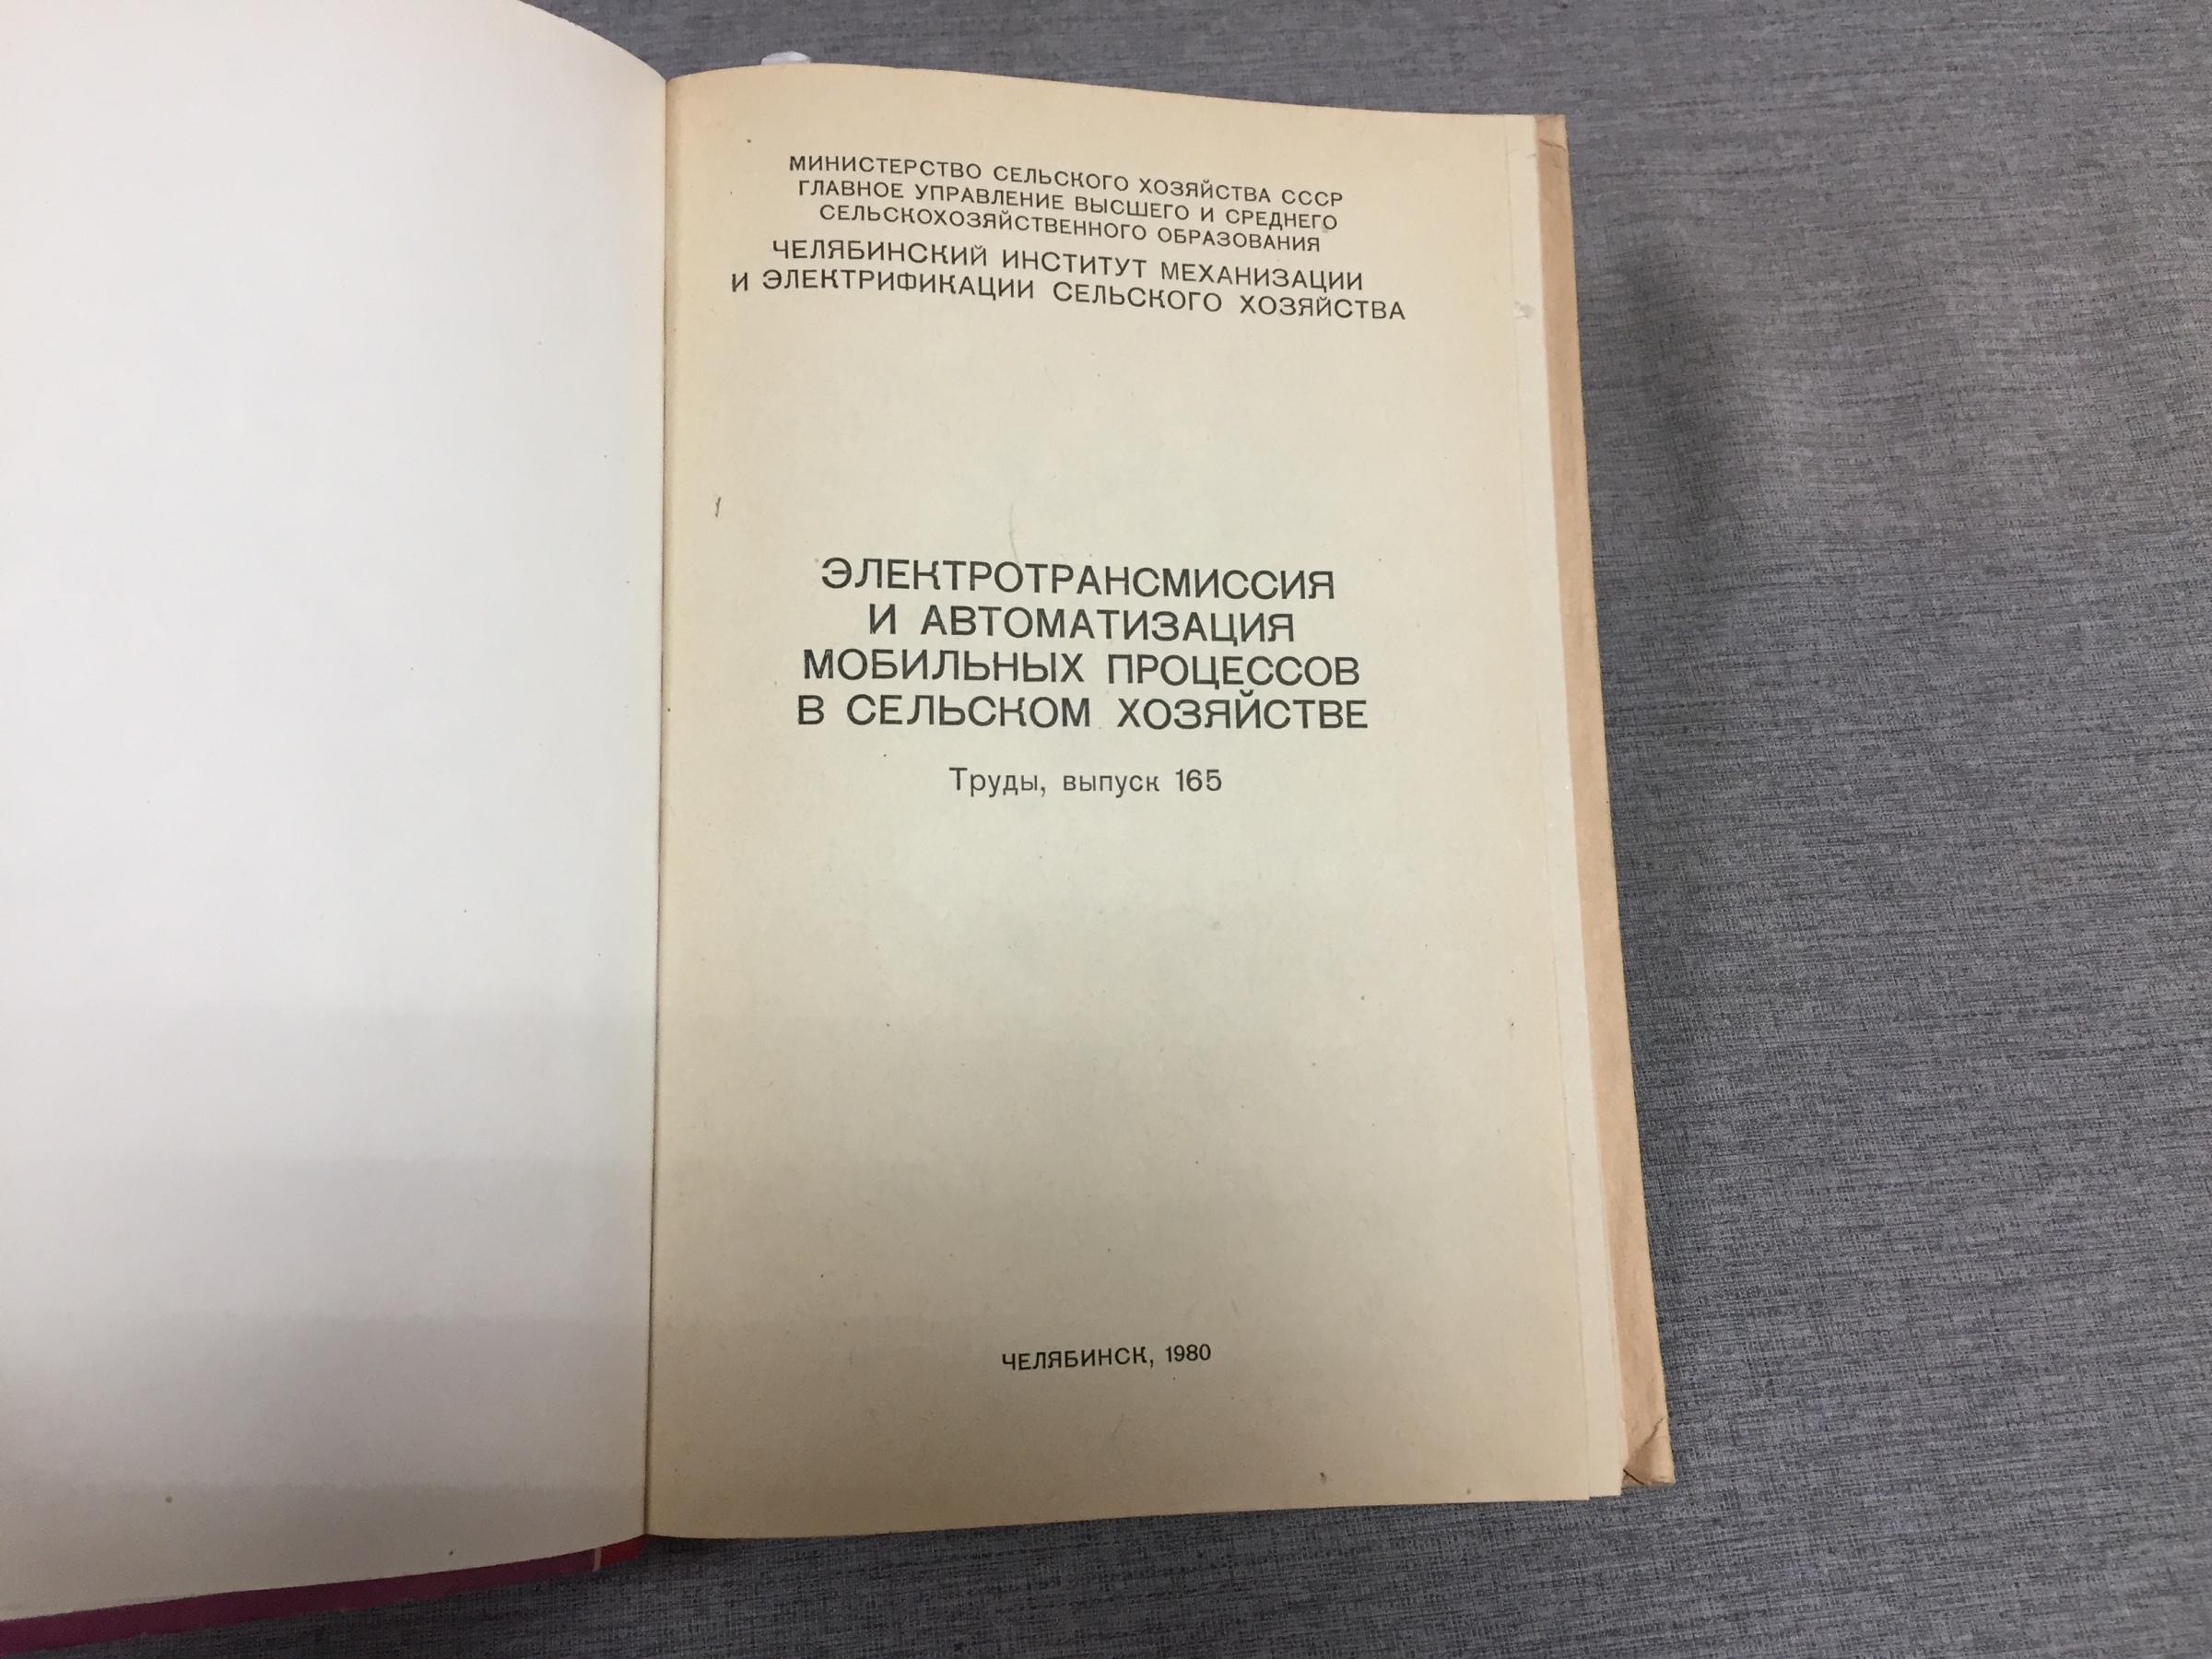 МИНИСТЕРСТВО СЕЛЬСКОГО ХОЗЯЙСТВА СССР
ГЛАВНОЕ УПРАВЛЕНИЕ ВЫСШЕГО И СРЕДНЕГО
СЕЛЬСКОХОЗЯЙСТВЕННОГО ОБРАЗОВАНИЯ
ЧЕЛЯБИНСКИЙ ИНСТИТУТ МЕХАНИЗАЦИИ
И ЭЛЕКТРИФИКАЦИИ СЕЛЬСКОГО ХОЗЯЙСТВА
ЭЛЕКТРОТРАНСМИССИЯ
И АВТОМАТИЗАЦИЯ
МОБИЛЬНЫХ ПРОЦЕССОВ
В СЕЛЬСКОМ ХОЗЯЙСТВЕ
Труды, выпуск 165
ЧЕЛЯБИНСК, 1980